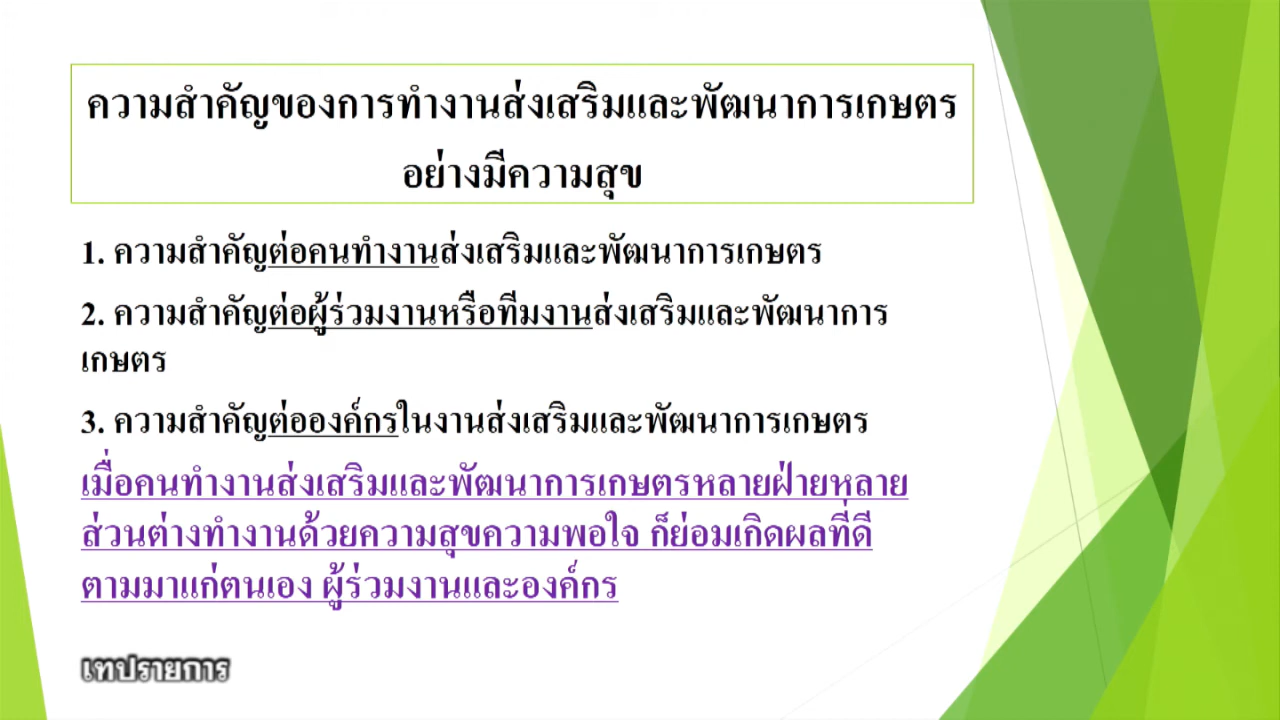 ความสำคัญของการทำงานส่งเสริมและพัฒนาการเกษตร
อย่างมีความสุข
1. ความสำคัญต่อคนทำงานส่งเสริมและพัฒนาการเกษตร
2. ความสำคัญต่อผู้ร่วมงานหรือทีมงานส่งเสริมและพัฒนาการ
เกษตร
3. ความสำคัญต่อองค์กรในงานส่งเสริมและพัฒนาการเกษตร
เมื่อคนทำงานส่งเสริมและพัฒนาการเกษตรหลายฝ่ายหลาย
ส่วนต่างทำงานด้วยความสุขความพอใจ ก็ย่อมเกิดผลที่ดี
ตามมาแก่ตนเอง ผู้ร่วมงานและองค์กร
เทปรายการ